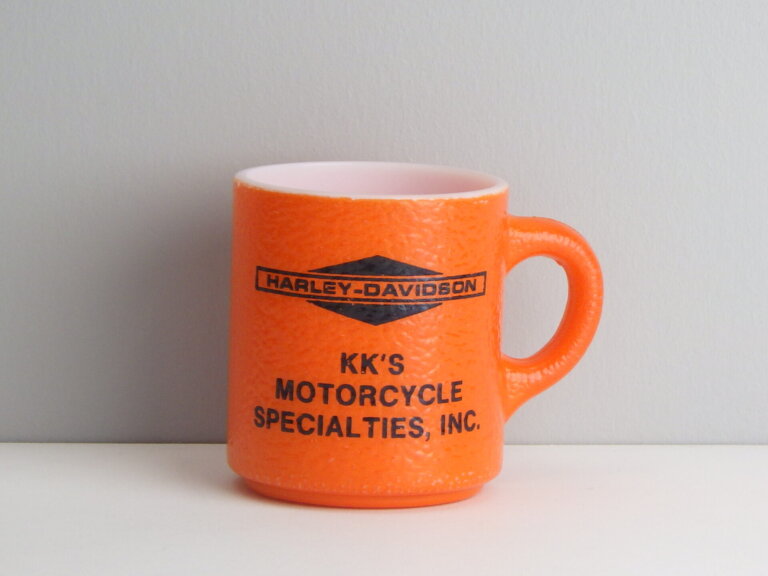 HARLEY-DAVIDSON
KK'S
MOTORCYCLE
SPECIALTIES, INC.